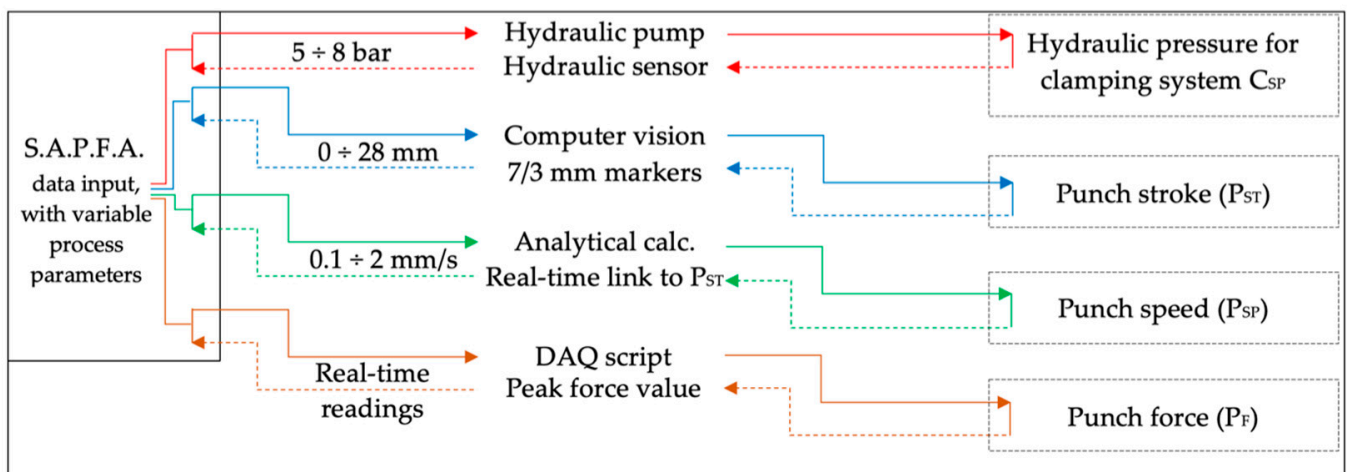 S.A.P.F.A.
data input,
with variable
process
parameters
5 ÷ 8 bar
Hydraulic pump
Hydraulic sensor
Hydraulic pressure for
clamping system CSP
0 ÷ 28 mm
Computer vision
7/3 mm markers
Punch stroke (PST)
0.1 ÷ 2 mm/s
Analytical calc.
Real-time link to PST
Punch speed (PSP)
Real-time
readings
DAQ script
Peak force value
Punch force (PF)